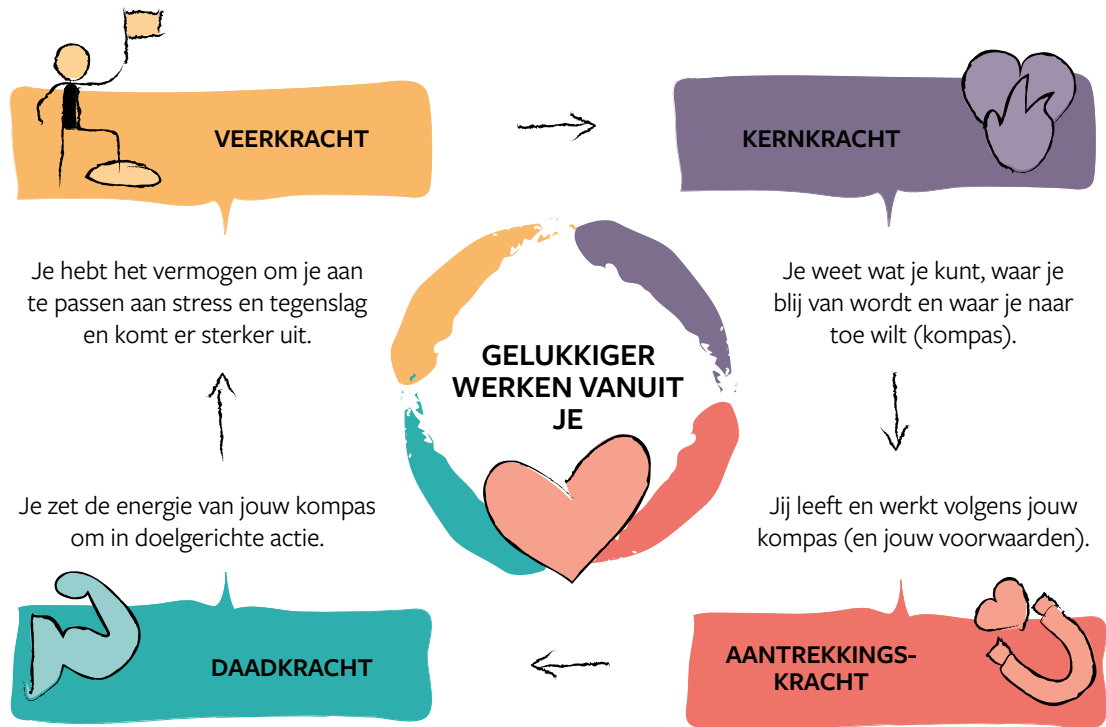 VEERKRACHT
KERNKRACHT
Je hebt het vermogen om je aan
te passen aan stress en tegenslag
en komt er sterker uit.
Je weet wat je kunt, waar je
blij van wordt en waar je naar
toe wilt (kompas).
GELUKKIGER
WERKEN VANUIT
JE
Je zet de energie van jouw kompas
om in doelgerichte actie.
Jij leeft en werkt volgens jouw
kompas (en jouw voorwaarden).
DAADKRACHT
AANTREKKINGS-
KRACHT